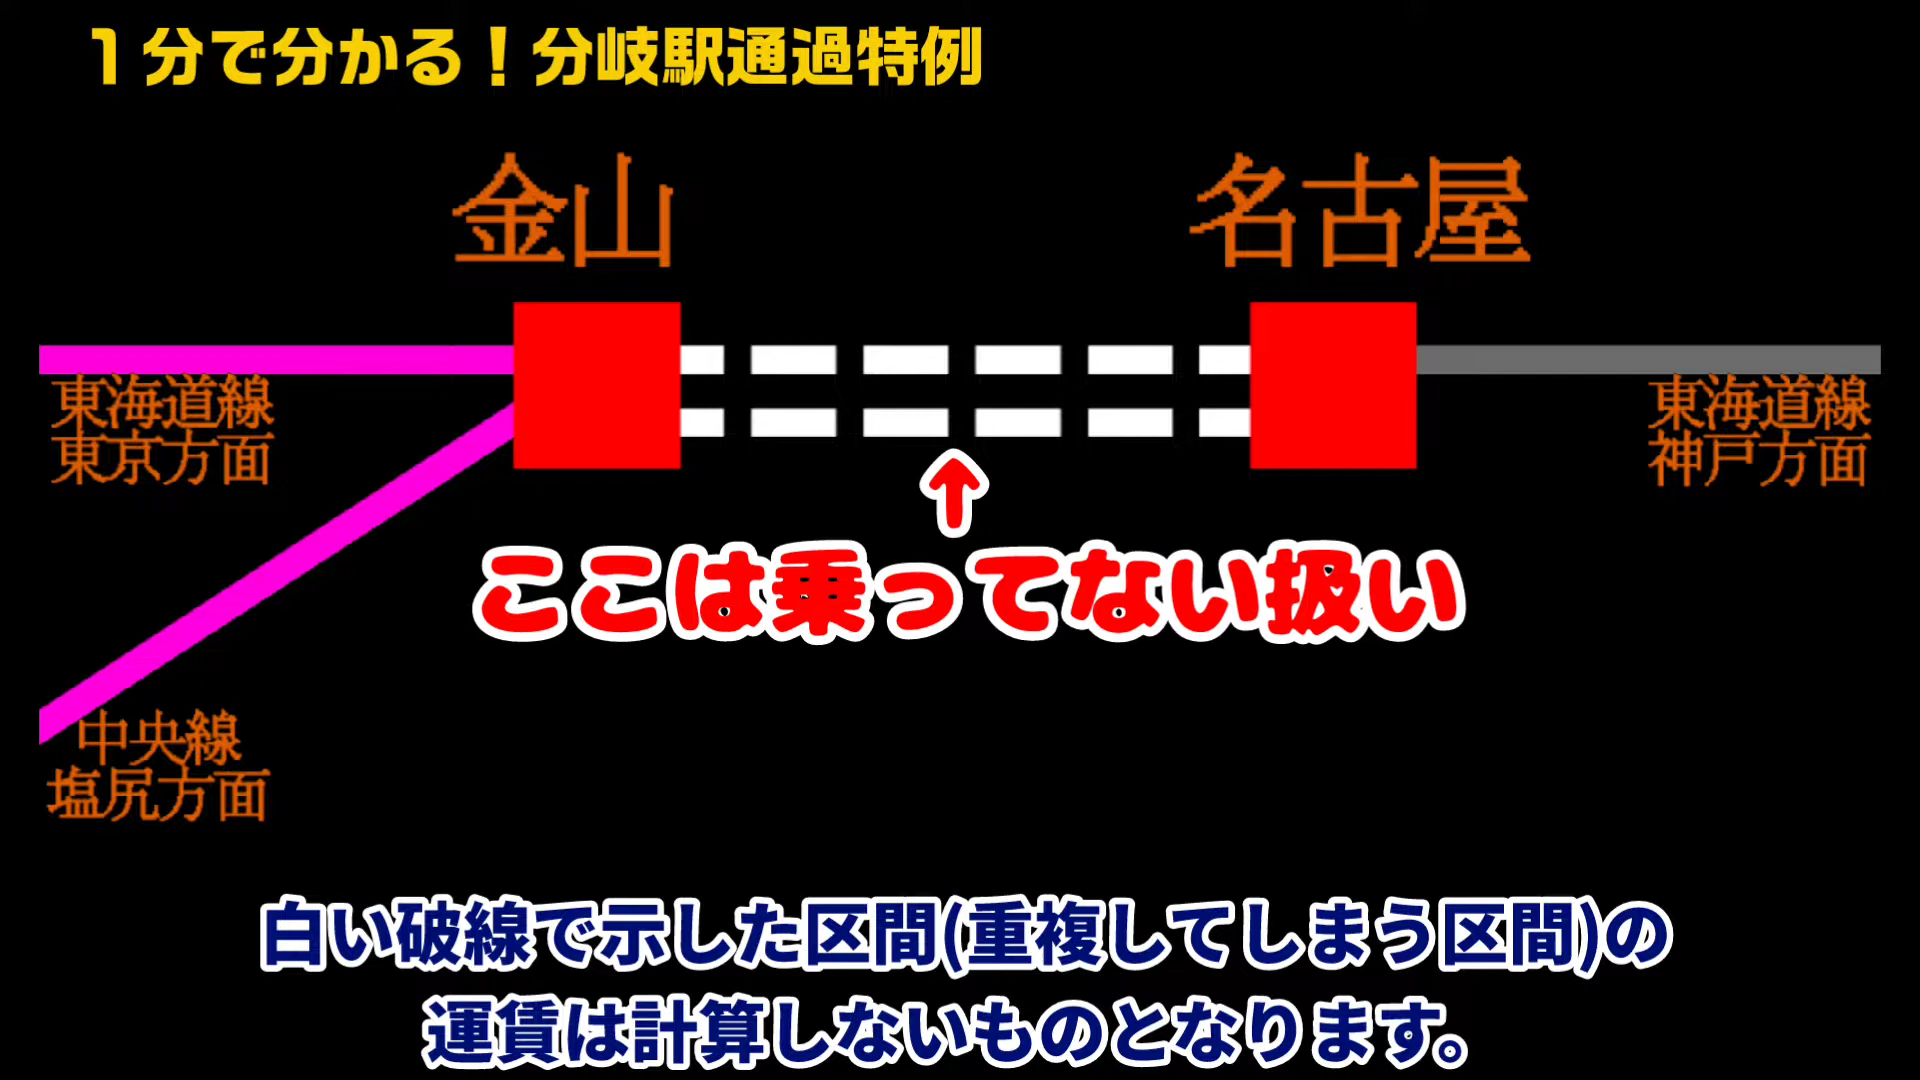 １分で分かる！分岐駅通過特例
金山
名古屋
東海道線
東京方面
東海道線
神戸方面
ここは乗ってない扱い
中央線
塩尻方面
白い破線で示した区間(重複してしまう区間)の
運賃は計算しないものとなります。